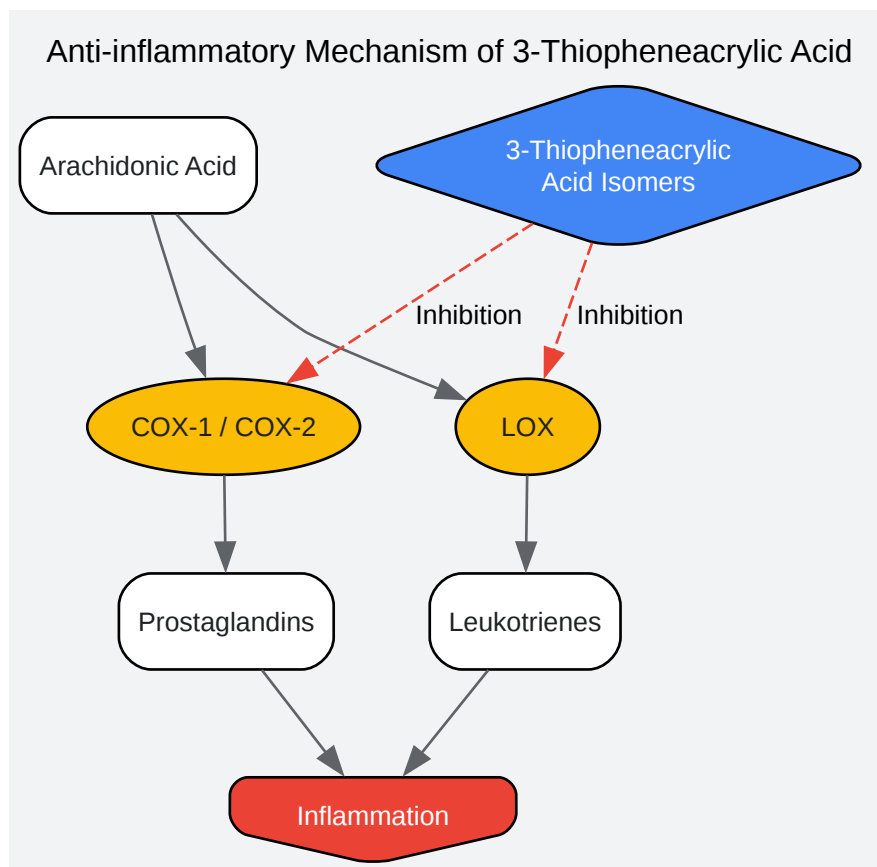 Anti-inflammatory Mechanism of 3-Thiopheneacrylic Acid
Arachidonic Acid
3-Thiopheneacrylic
Acid Isomers
Inhibition
Inhibition
COX-1 / COX-2
LOX
Prostaglandins
Leukotrienes
Inflammation